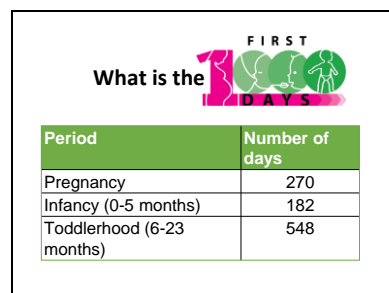 FIRST
What is the 1000
DAYS
Period Number of
days
Pregnancy 270
Infancy (0-5 months) 182
Toddlerhood (6-23 548
months)